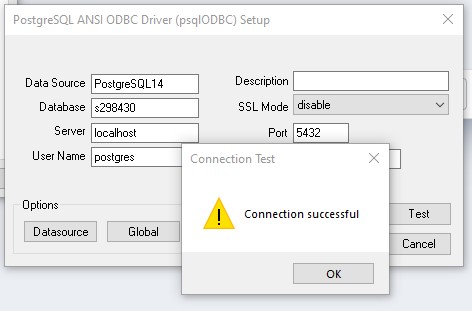 PostgreSQL ANSI ODBC Driver (psqlODBC) Setup
Data Source PostgreSQL14 Description
Database s298430 SSL Mode disable
Server localhost Port 5432
User Name postgres
Connection Test
Connection successful
OK
Options
Datasource Global
Test
Cancel